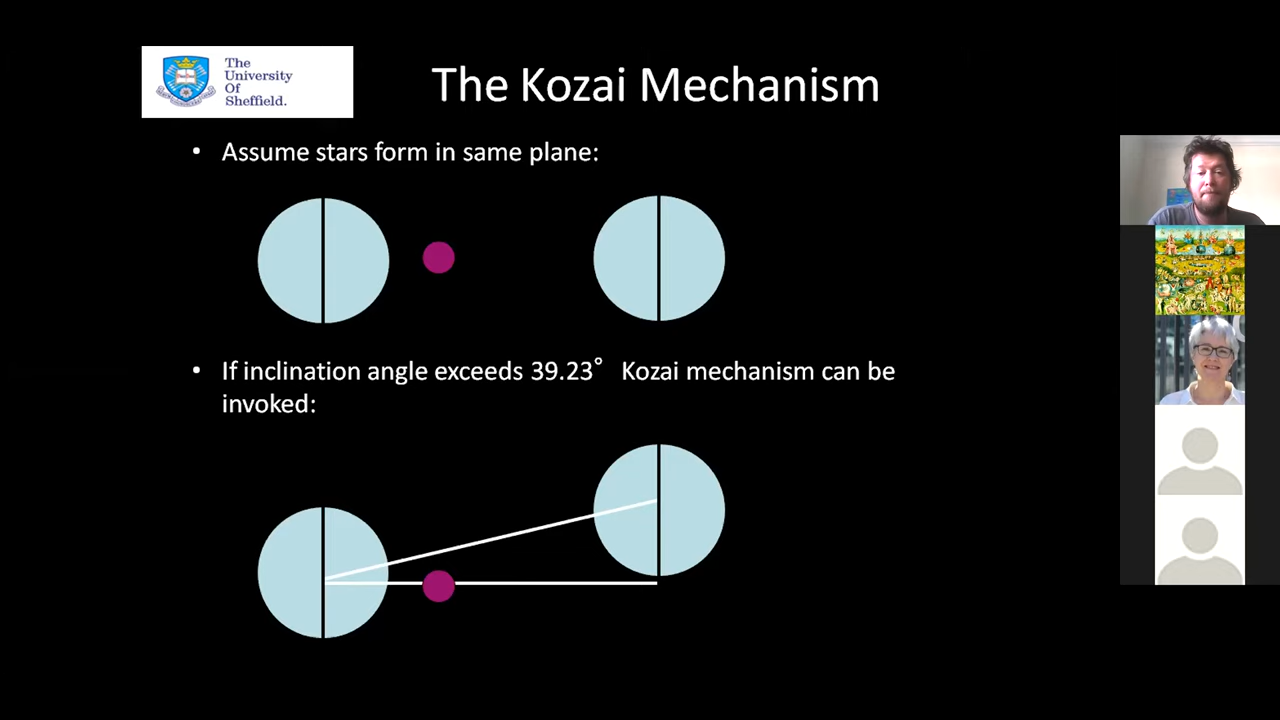 The
University
Of
Sheffield.
The Kozai Mechanism
• Assume stars form in same plane:
• If inclination angle exceeds 39.23° Kozai mechanism can be
invoked: